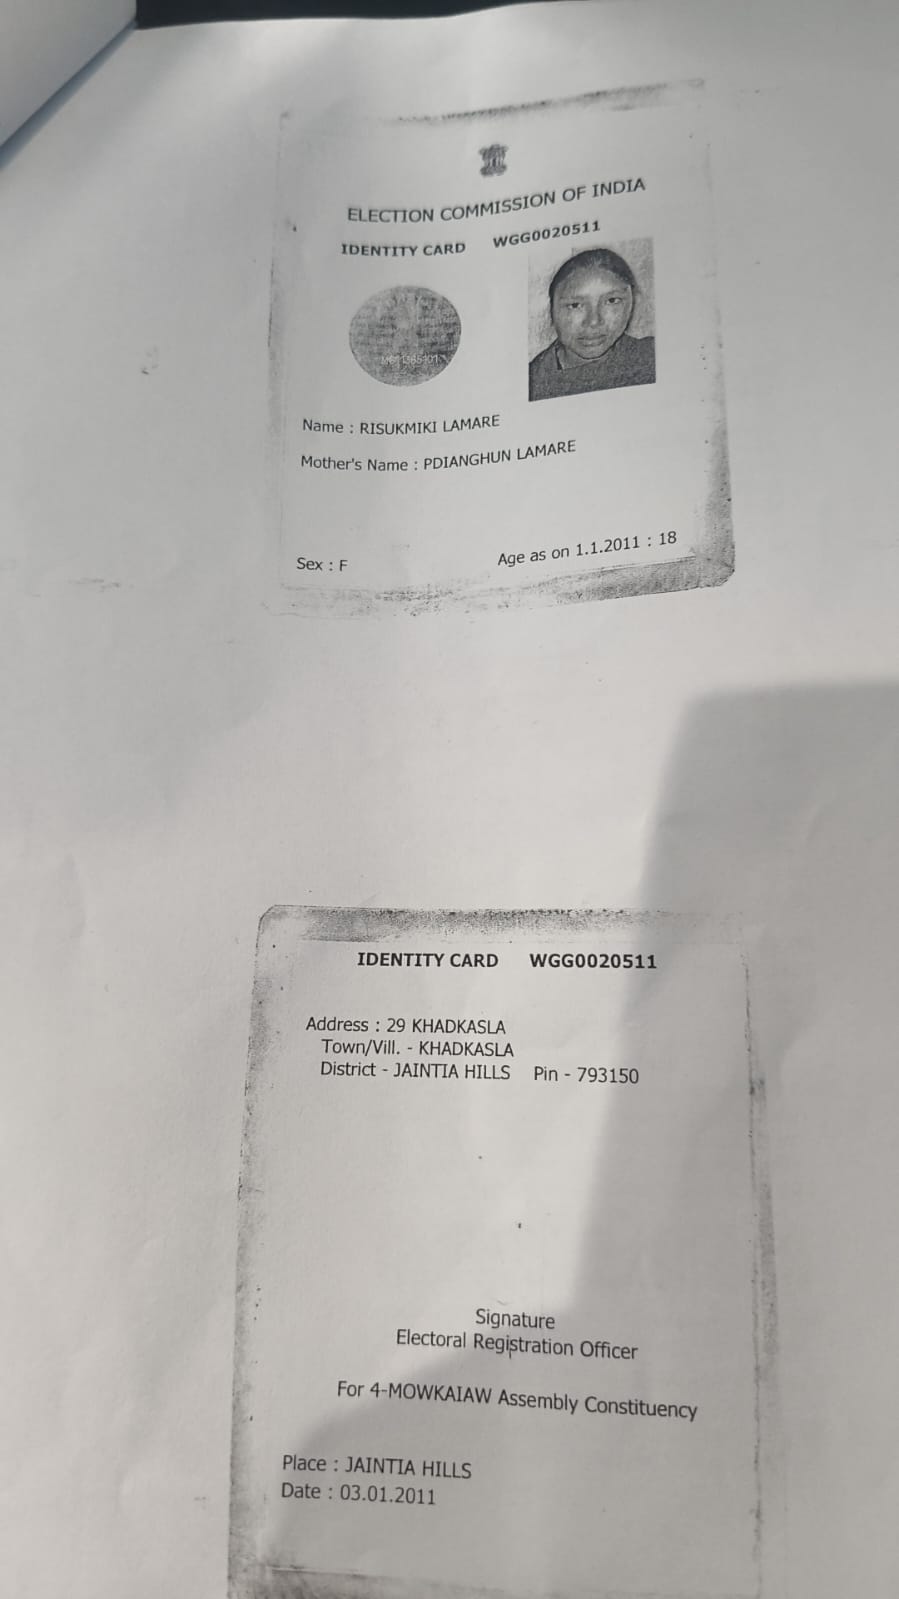 ELECTION COMMISSION OF INDIA
IDENTITY CARD WGG0020511
Name : RISUKMIKI LAMARE
Mother's Name : PDIANGHUN LAMARE
Sex : F Age as on 1.1.2011 : 18
IDENTITY CARD WGG0020511
Address : 29 KHADKASLA
Town/Vill. - KHADKASLA
District - JAINTIA HILLS Pin - 793150
Signature
Electoral Registration Officer
For 4-MOWKAIAW Assembly Constituency
Place : JAINTIA HILLS
Date : 03.01.2011